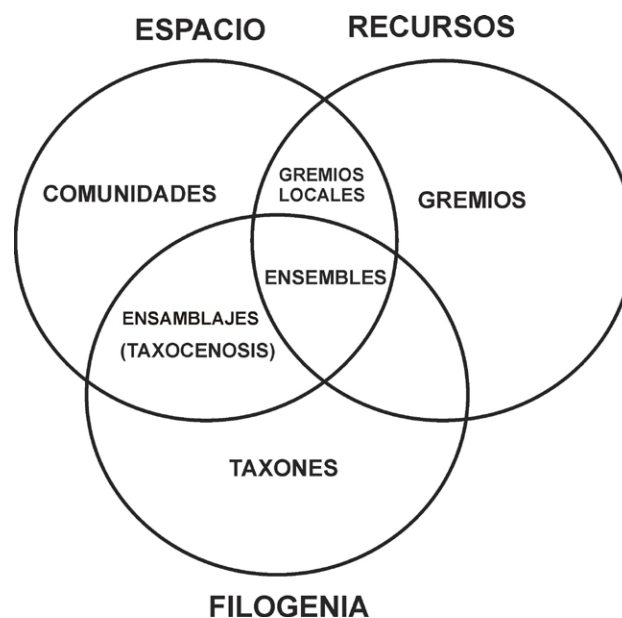 ESPACIO
RECURSOS
COMUNIDADES
GREMIOS
LOCALES
GREMIOS
ENSEMBLES
ENSAMBLAJES
(TAXOCENOSIS)
TAXONES
FILOGENIA